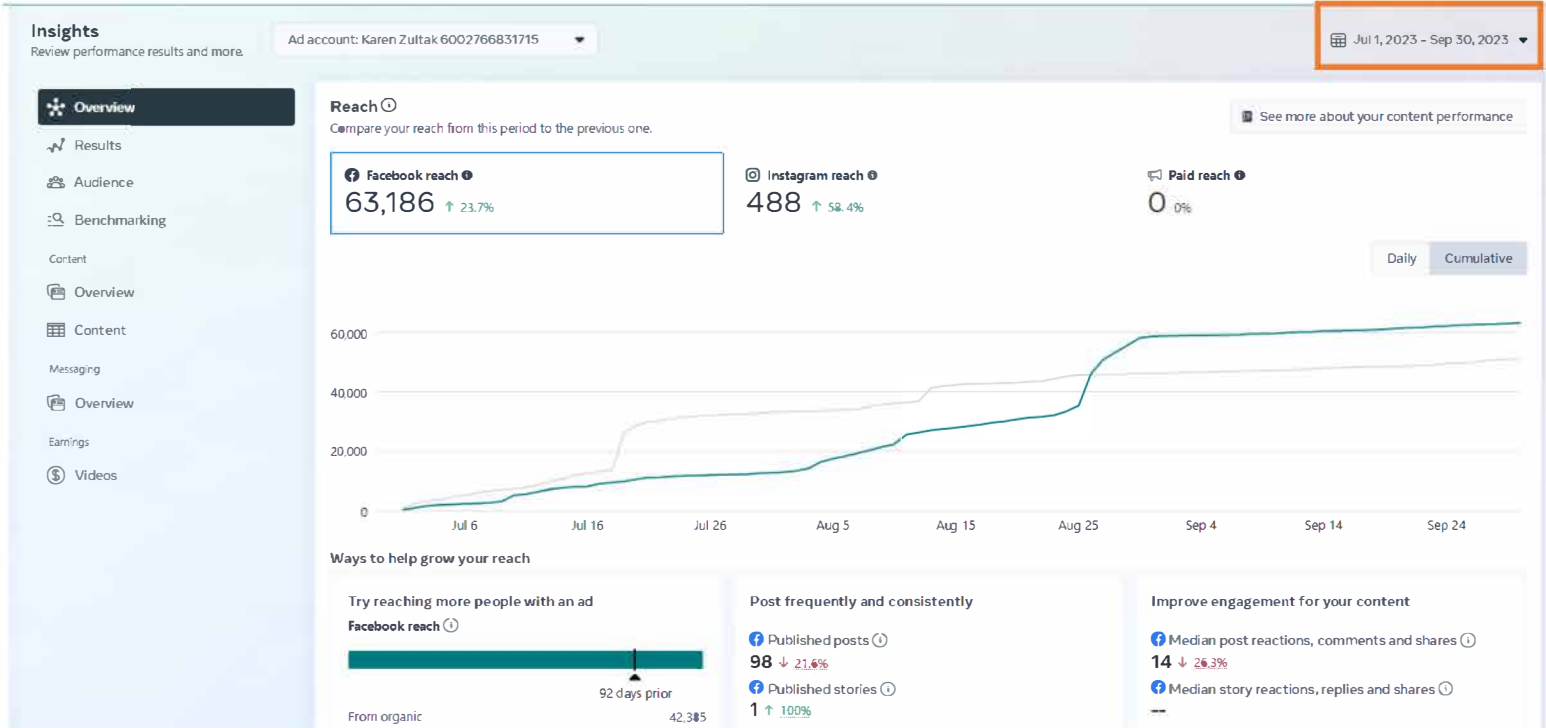 Insights
Review performance results and more.
Ad account: Karen Zultak 6002766831715
Jul 1, 2023 – Sep 30, 2023
Overview
Results
Audience
Benchmarking
Content
Overview
Content
Messaging
Overview
Earnings
Videos
Reach
Compare your reach from this period to the previous one.
See more about your content performance
Facebook reach
63,186 ↑ 23.7%
Instagram reach
488 ↑ 58.4%
Paid reach
0 0%
Daily Cumulative
60,000
40,000
20,000
0
Jul 6 Jul 16 Jul 26 Aug 5 Aug 15 Aug 25 Sep 4 Sep 14 Sep 24
Ways to help grow your reach
Try reaching more people with an ad
Facebook reach
92 days prior
From organic 42,385
Post frequently and consistently
Published posts
98 ↓ 21.6%
Published stories
1 ↑ 100%
Improve engagement for your content
Median post reactions, comments and shares
14 ↓ 26.3%
Median story reactions, replies and shares
--